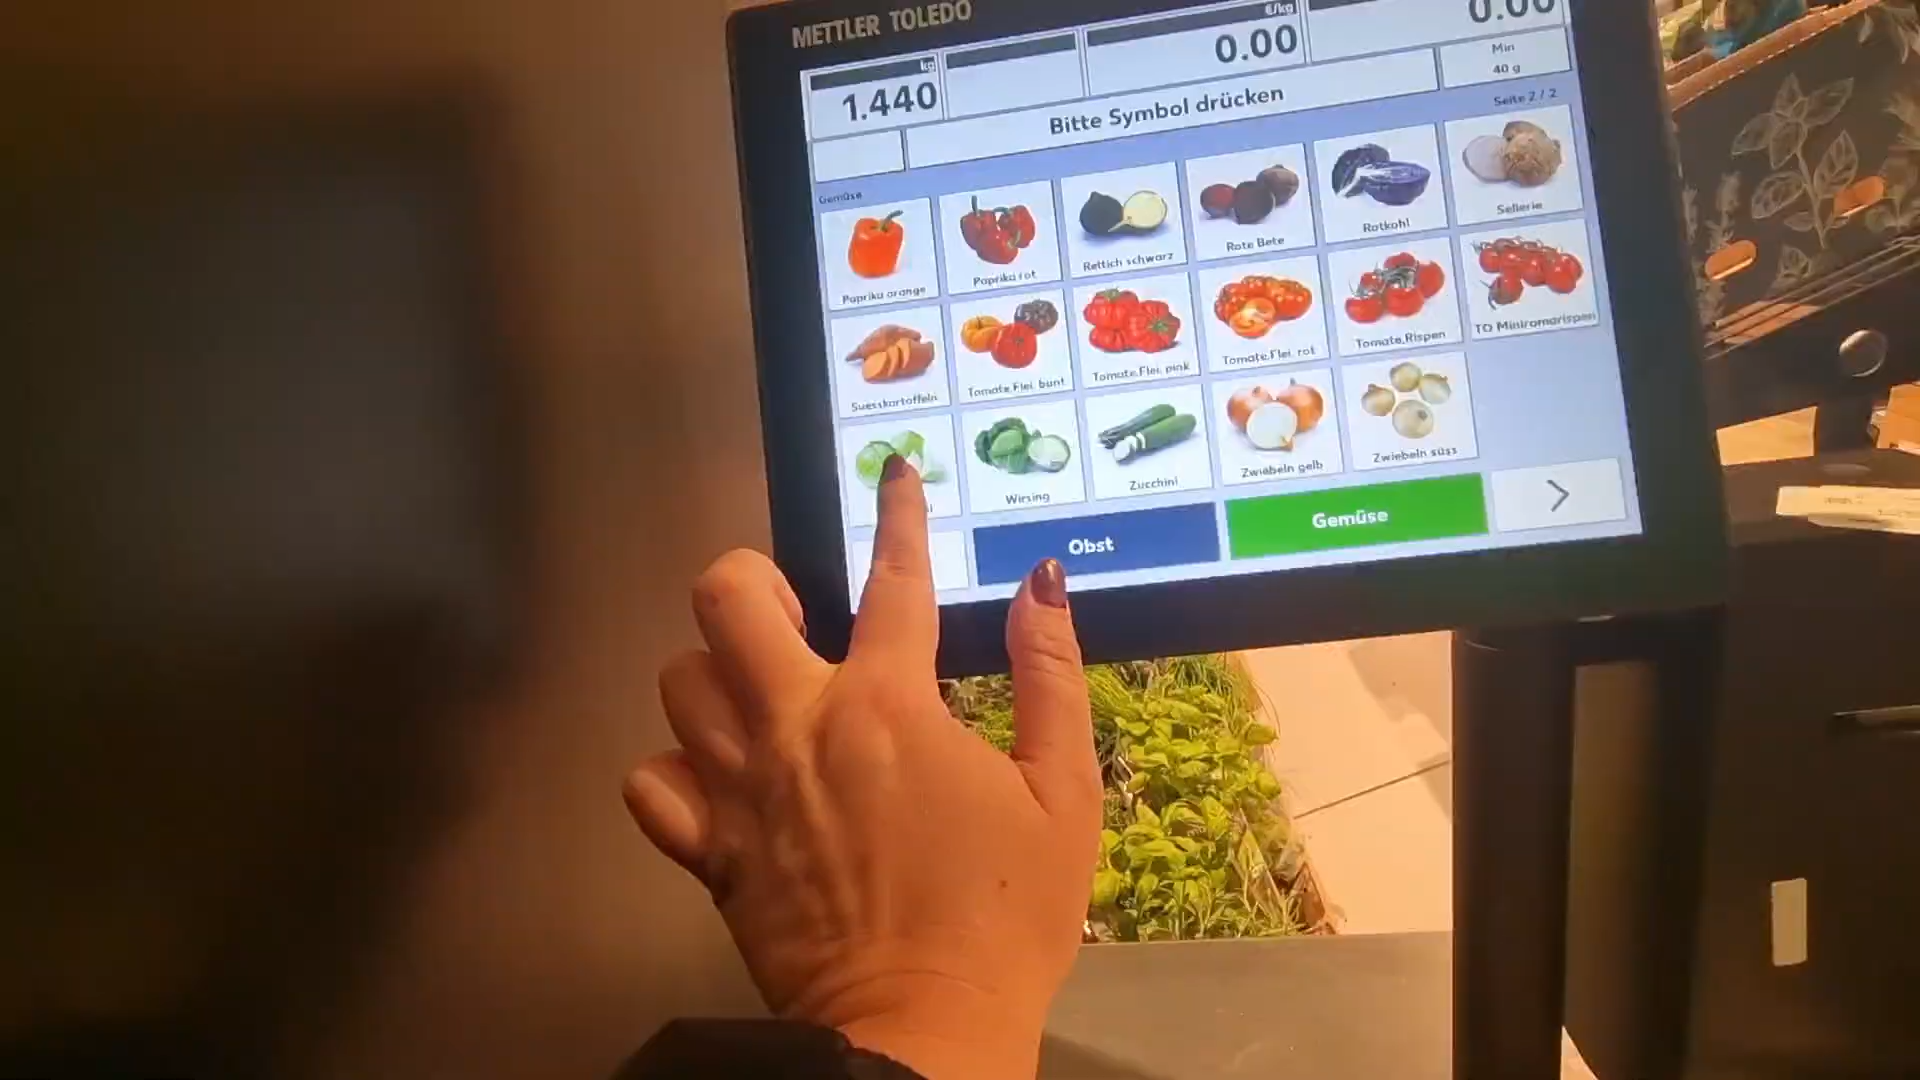 METTLER TOLEDO
kg
€/kg
1.440
0.00
0.00
Min
40 g
Bitte Symbol drücken
Seite 2 / 2
Gemüse
Paprika orange
Paprika rot
Rettich schwarz
Rote Bete
Rotkohl
Sellerie
Suesskartoffeln
Tomate.Flei. bunt
Tomate.Flei. pink
Tomate.Flei. rot
Tomate.Rispen
TO Miniromarispen
Wirsing
Zucchini
Zwiebeln gelb
Zwiebeln süss
Obst
Gemüse